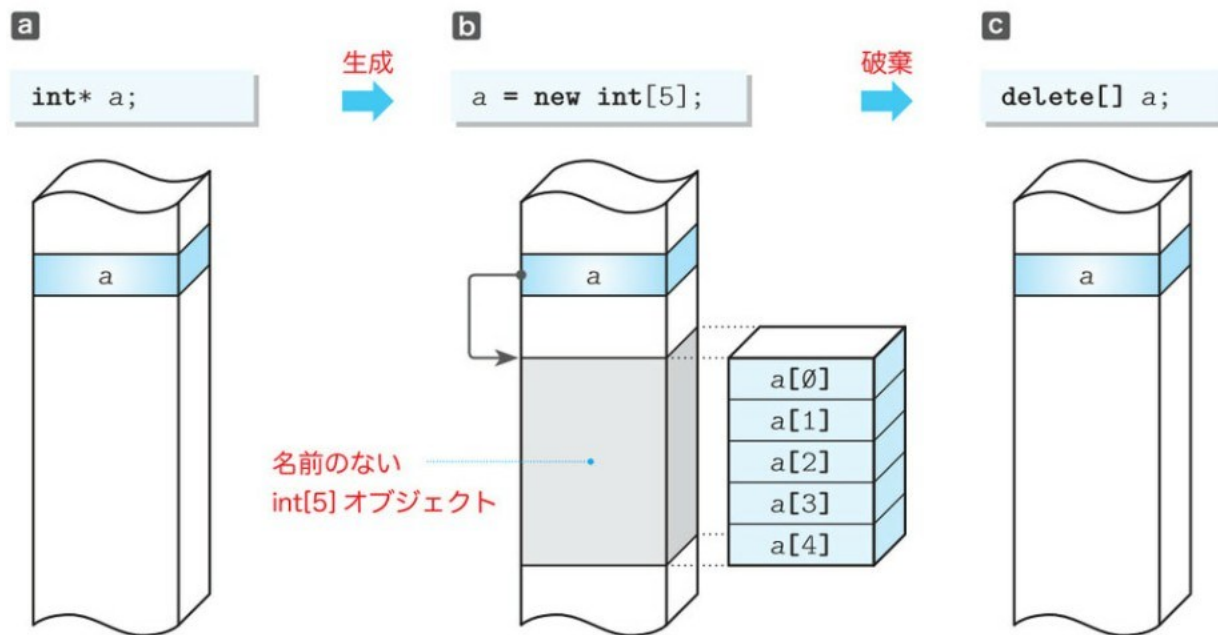 a
int* a;
生成
b
a = new int[5];
破棄
c
delete[] a;
a
a
名前のない
int[5] オブジェクト
a[0]
a[1]
a[2]
a[3]
a[4]
a